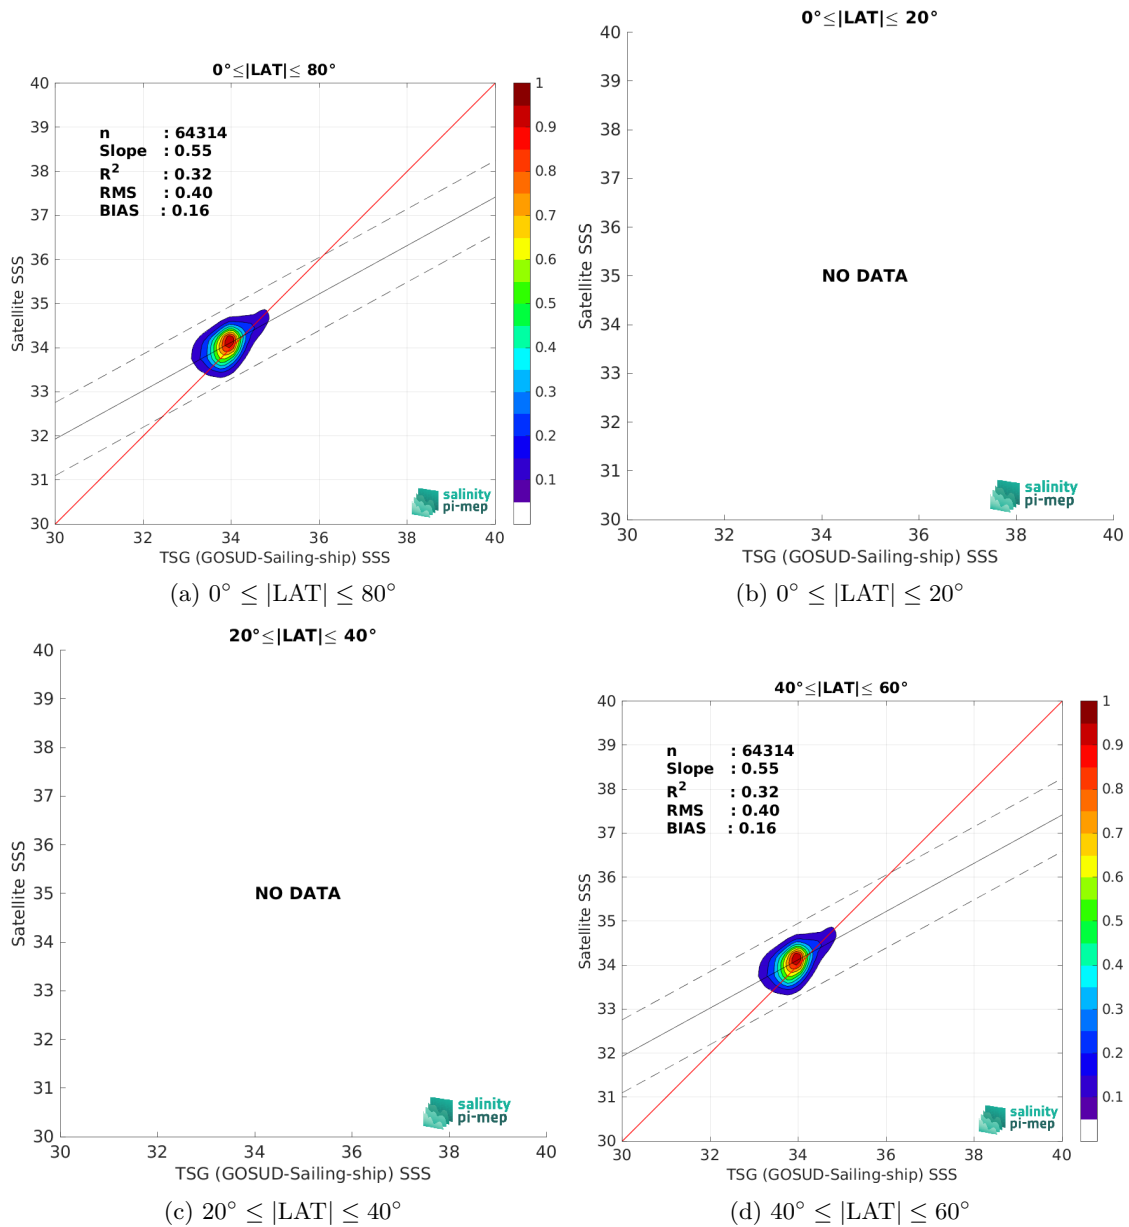 0°≤|LAT|≤ 80°
n : 64314
Slope : 0.55
R² : 0.32
RMS : 0.40
BIAS : 0.16
40
39
38
37
36
35
34
33
32
31
30
Satellite SSS
30 32 34 36 38 40
TSG (GOSUD-Sailing-ship) SSS
1
0.9
0.8
0.7
0.6
0.5
0.4
0.3
0.2
0.1
salinity
pi-mep
(a) 0° ≤ |LAT| ≤ 80°
0°≤|LAT|≤ 20°
40
39
38
37
36
35
34
33
32
31
30
Satellite SSS
NO DATA
salinity
pi-mep
30 32 34 36 38 40
TSG (GOSUD-Sailing-ship) SSS
(b) 0° ≤ |LAT| ≤ 20°
20°≤|LAT|≤ 40°
40
39
38
37
36
35
34
33
32
31
30
Satellite SSS
NO DATA
salinity
pi-mep
30 32 34 36 38 40
TSG (GOSUD-Sailing-ship) SSS
(c) 20° ≤ |LAT| ≤ 40°
40°≤|LAT|≤ 60°
n : 64314
Slope : 0.55
R² : 0.32
RMS : 0.40
BIAS : 0.16
40
39
38
37
36
35
34
33
32
31
30
Satellite SSS
30 32 34 36 38 40
TSG (GOSUD-Sailing-ship) SSS
1
0.9
0.8
0.7
0.6
0.5
0.4
0.3
0.2
0.1
salinity
pi-mep
(d) 40° ≤ |LAT| ≤ 60°